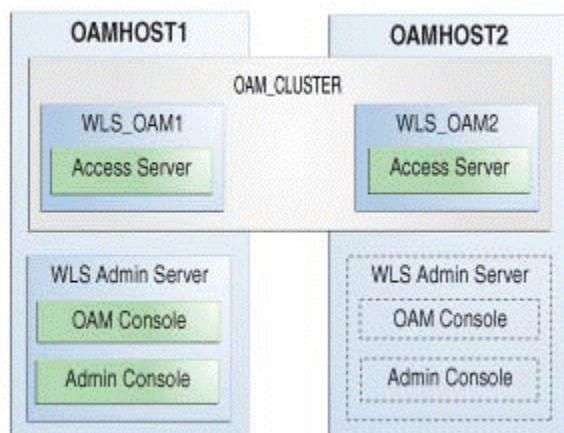 OAMHOST1
OAMHOST2
OAM_CLUSTER
WLS_OAM1
Access Server
WLS_OAM2
Access Server
WLS Admin Server
OAM Console
Admin Console
WLS Admin Server
OAM Console
Admin Console